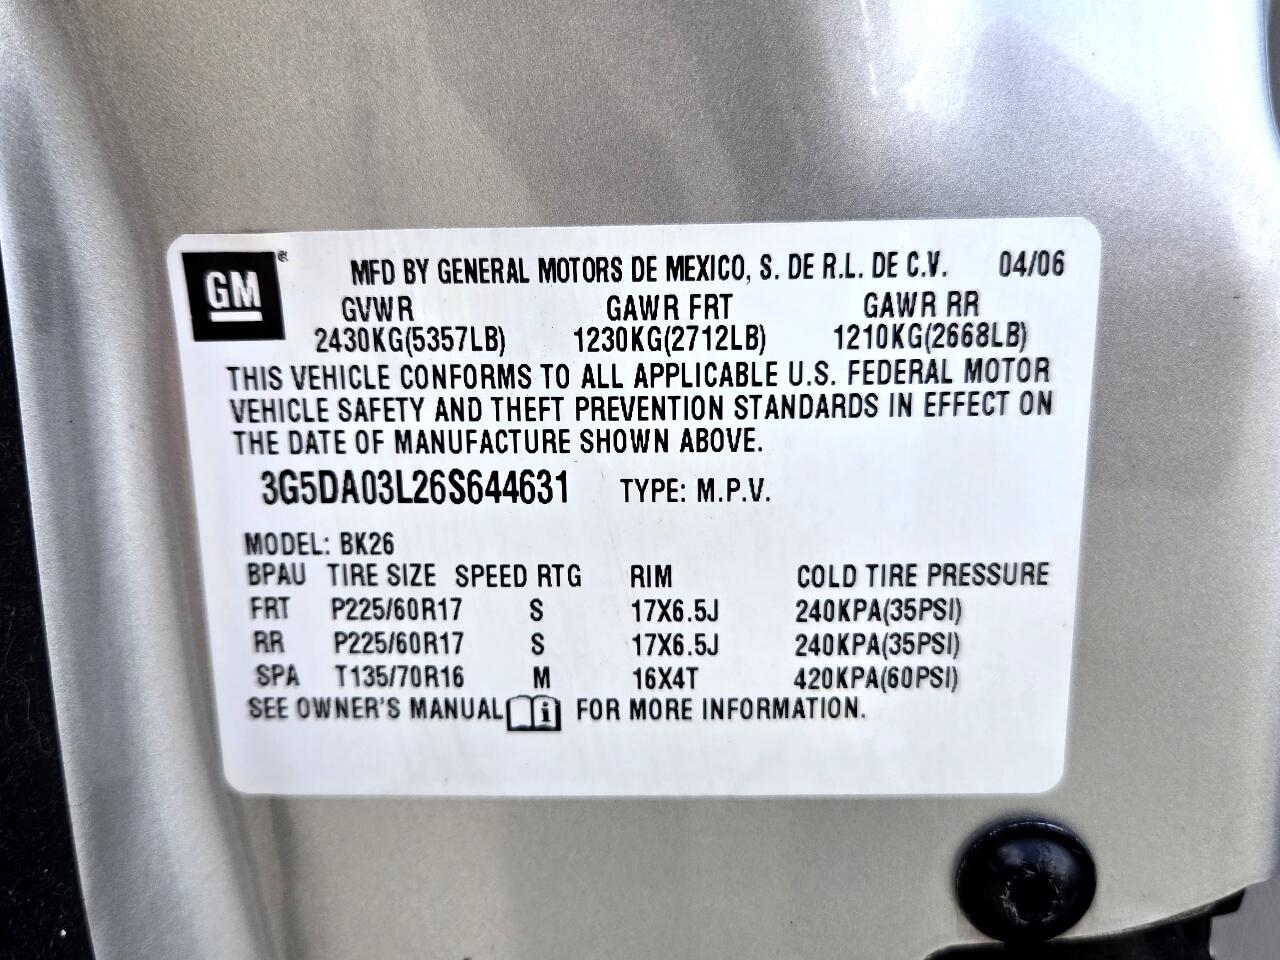 GM®
MFD BY GENERAL MOTORS DE MEXICO, S. DE R.L. DE C.V. 04/06
GVWR GAWR FRT GAWR RR
2430KG(5357LB) 1230KG(2712LB) 1210KG(2668LB)
THIS VEHICLE CONFORMS TO ALL APPLICABLE U.S. FEDERAL MOTOR
VEHICLE SAFETY AND THEFT PREVENTION STANDARDS IN EFFECT ON
THE DATE OF MANUFACTURE SHOWN ABOVE.
3G5DA03L26S644631 TYPE: M.P.V.
MODEL: BK26
BPAU TIRE SIZE SPEED RTG RIM COLD TIRE PRESSURE
FRT P225/60R17 S 17X6.5J 240KPA(35PSI)
RR P225/60R17 S 17X6.5J 240KPA(35PSI)
SPA T135/70R16 M 16X4T 420KPA(60PSI)
SEE OWNER'S MANUAL i FOR MORE INFORMATION.